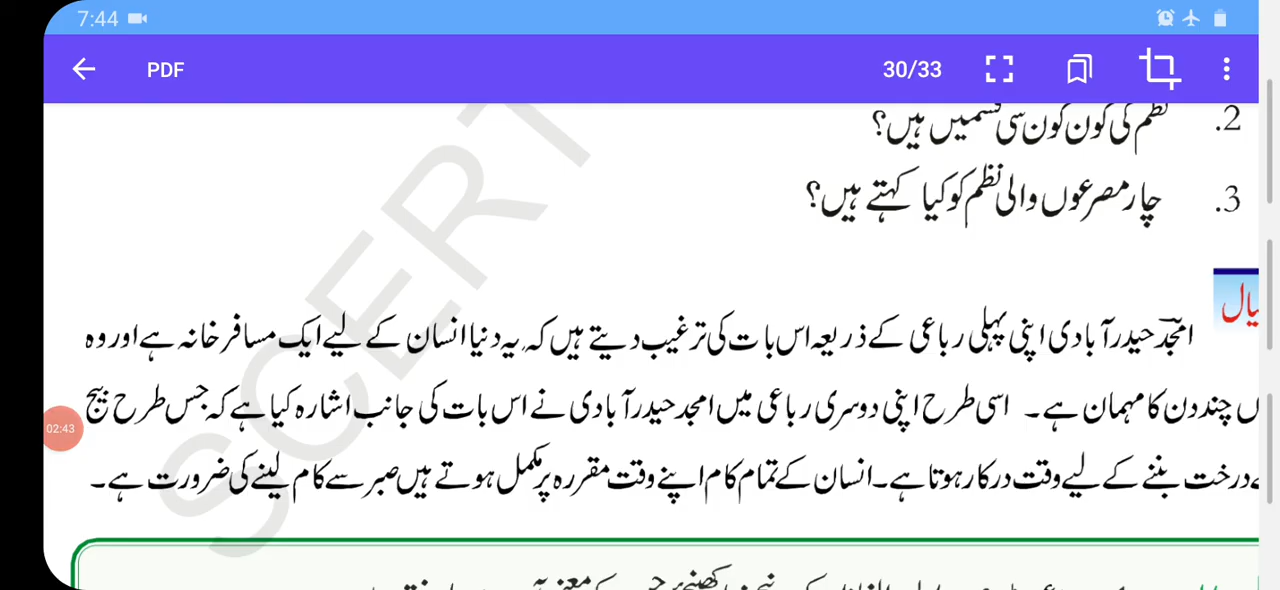 7:44
PDF 30/33
2. نظم کی کون کون سی قسمیں ہیں؟
3. چار مصرعوں والی نظم کو کیا کہتے ہیں؟
یال
امجدؔ حیدرآبادی اپنی پہلی رباعی کے ذریعہ اس بات کی ترغیب دیتے ہیں کہ یہ دنیا انسان کے لیے ایک مسافر خانہ ہے اور وہ
چند دن کا مہمان ہے۔ اسی طرح اپنی دوسری رباعی میں امجد حیدرآبادی نے اس بات کی جانب اشارہ کیا ہے کہ جس طرح بیج
درخت بننے کے لیے وقت درکار ہوتا ہے۔ انسان کے تمام کام اپنے وقت مقررہ پر مکمل ہوتے ہیں صبر سے کام لینے کی ضرورت ہے۔
02:43
SCERT